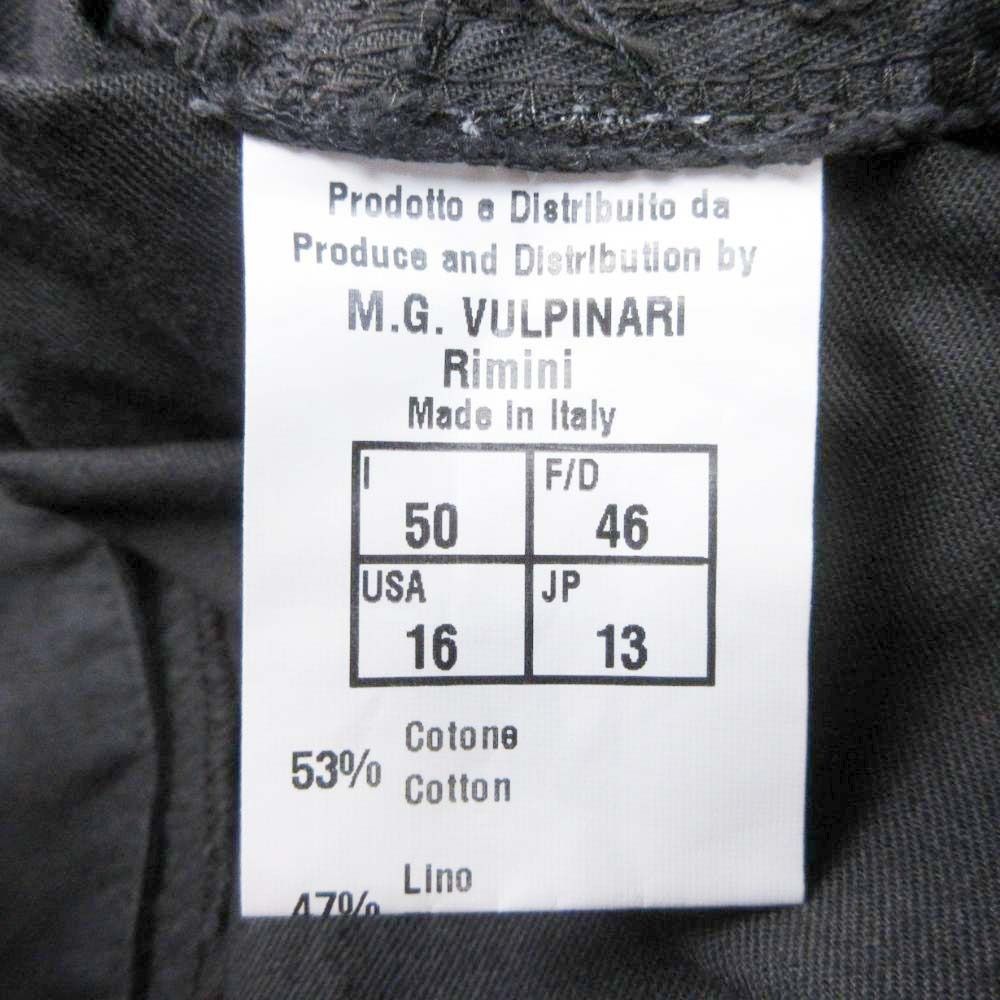 Prodotto e Distribuito da
Produce and Distribution by
M.G. VULPINARI
Rimini
Made In Italy
I F/D
50 46
USA JP
16 13
53% Cotone
Cotton
47% Lino